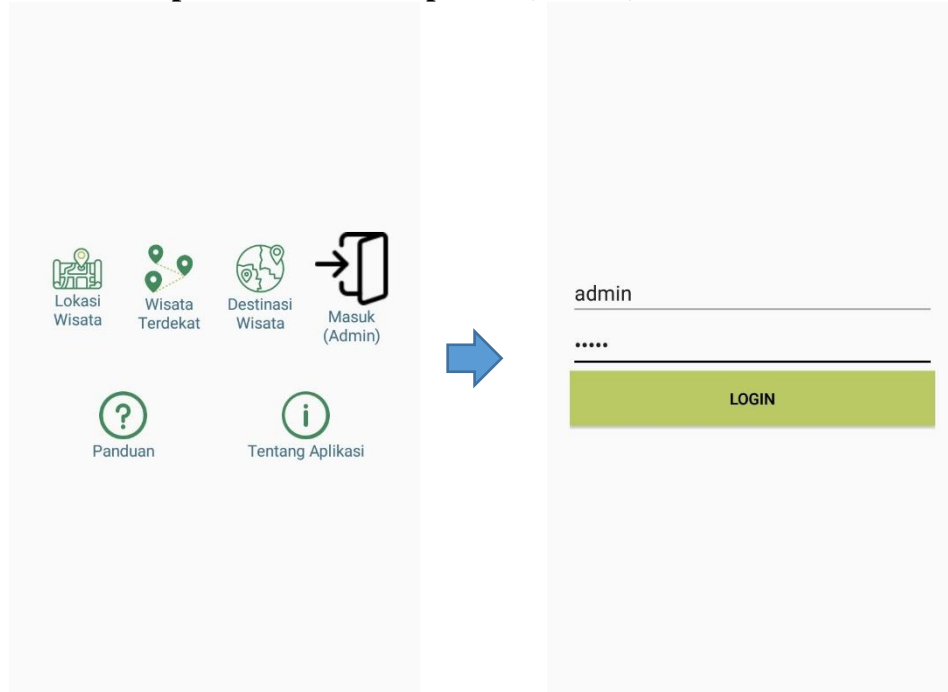 Lokasi
Wisata
Wisata
Terdekat
Destinasi
Wisata
Masuk
(Admin)
?
Panduan
i
Tentang Aplikasi
admin
•••••
LOGIN